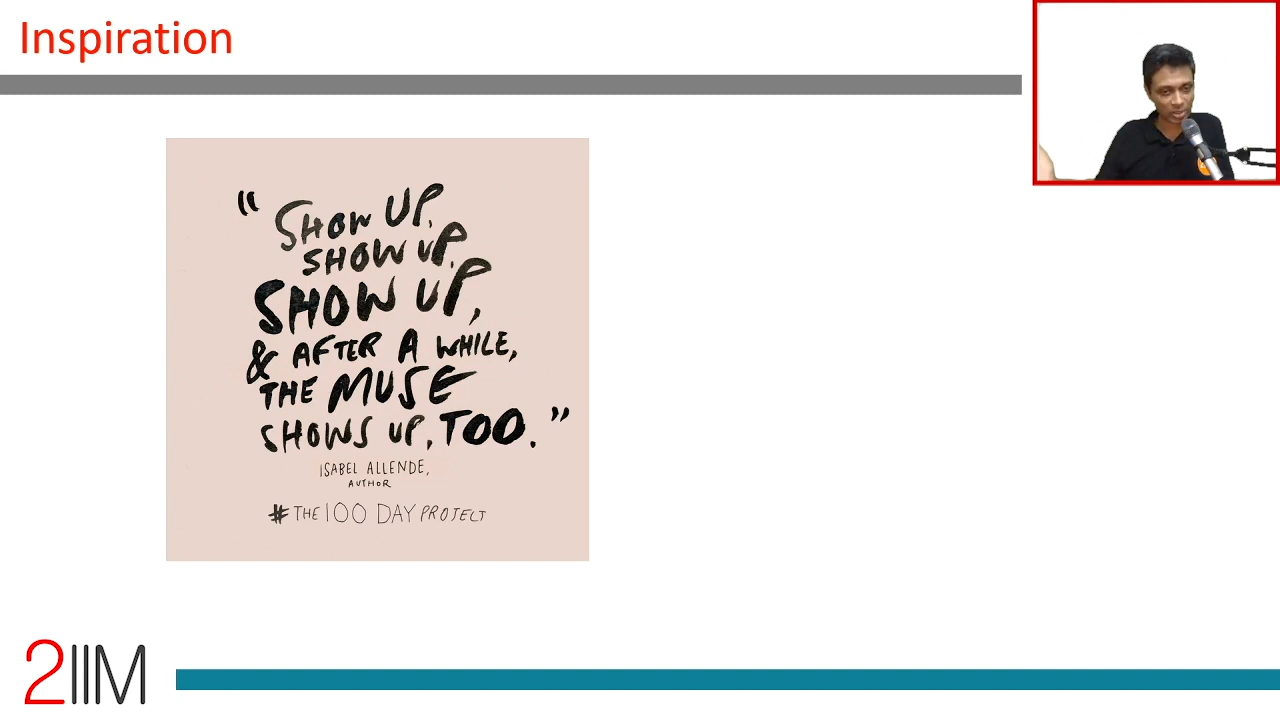 Inspiration
“ SHOW UP,
SHOW UP,
SHOW UP,
& AFTER A WHILE,
THE MUSE
SHOWS UP, TOO.”
ISABEL ALLENDE,
AUTHOR
#THE 100 DAY PROJECT
2IIM